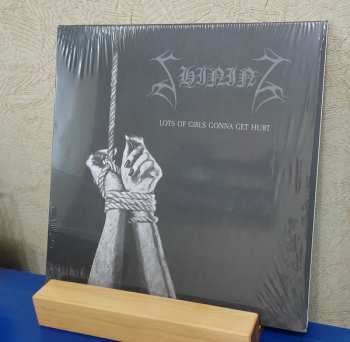 SHINING
LOTS OF GIRLS GONNA GET HURT